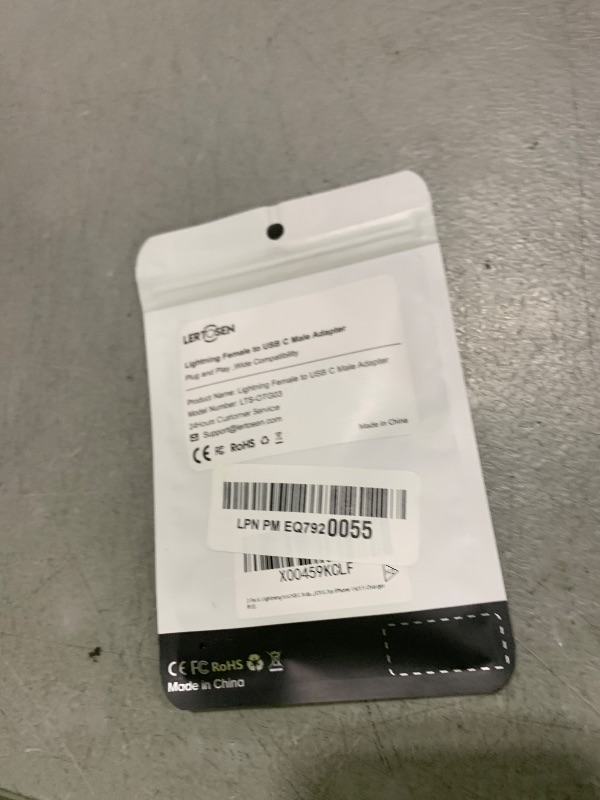 LERTOSEN
Lightning Female to USB C Male Adapter
Plug and Play ,Wide Compatibility
Product Name: Lightning Female to USB C Male Adapter
Model Number: LTS-OTG03
24Hours Customer Service
Support@lertosen.com
CE FC RoHS
Made in China
LPN PM EQ7920055
X00459KCLF
CE FC RoHS
Made in China